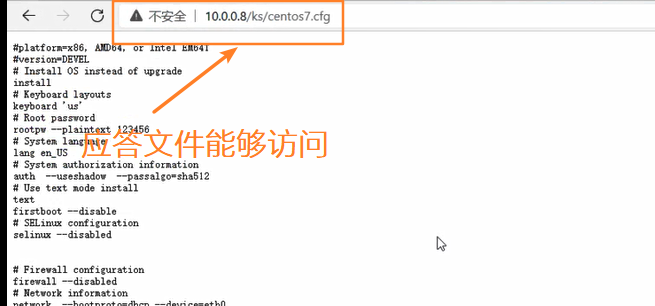 不安全 | 10.0.0.8/ks/centos7.cfg
#platform=x86, AMD64, or Intel EM64T
#version=DEVEL
# Install OS instead of upgrade
install
# Keyboard layouts
keyboard 'us'
# Root password
rootpw --plaintext 123456
# System language
lang en_US
应答文件能够访问
# System authorization information
auth --useshadow --passalgo=sha512
# Use text mode install
text
firstboot --disable
# SELinux configuration
selinux --disabled
# Firewall configuration
firewall --disabled
# Network information
network --bootproto=dhcp --device=eth0